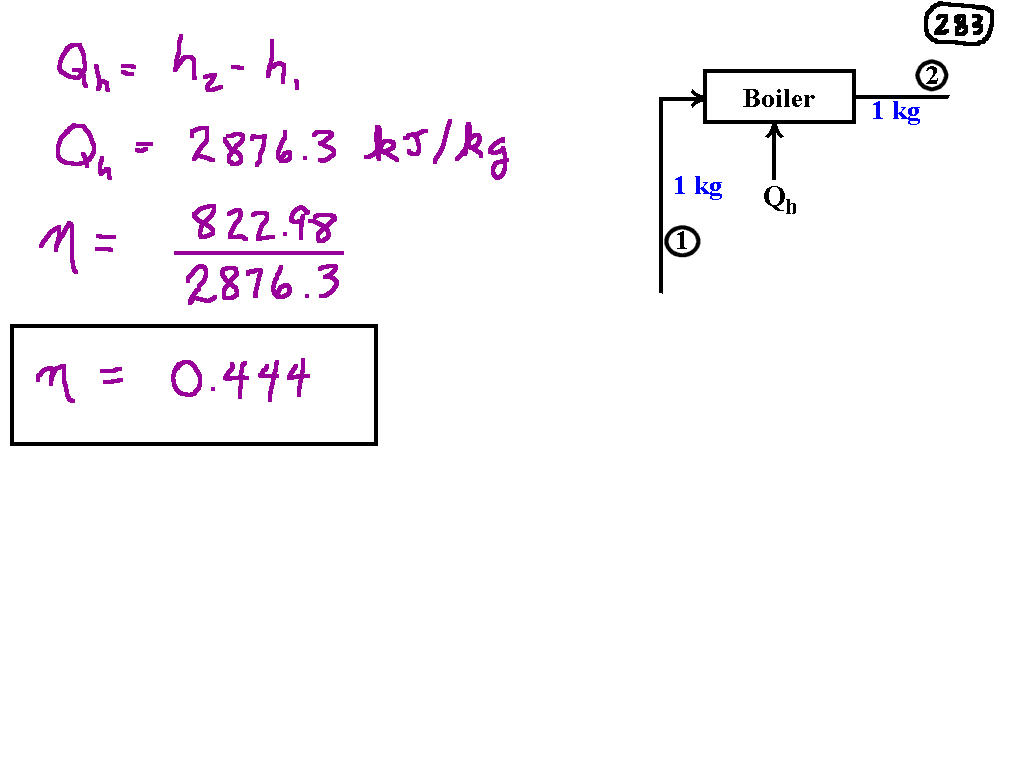 283
Qh = h2 - h1
Qh = 2876.3 kJ/kg
η = 822.98
2876.3
η = 0.444
Boiler
2
1 kg
1 kg
Qh
1